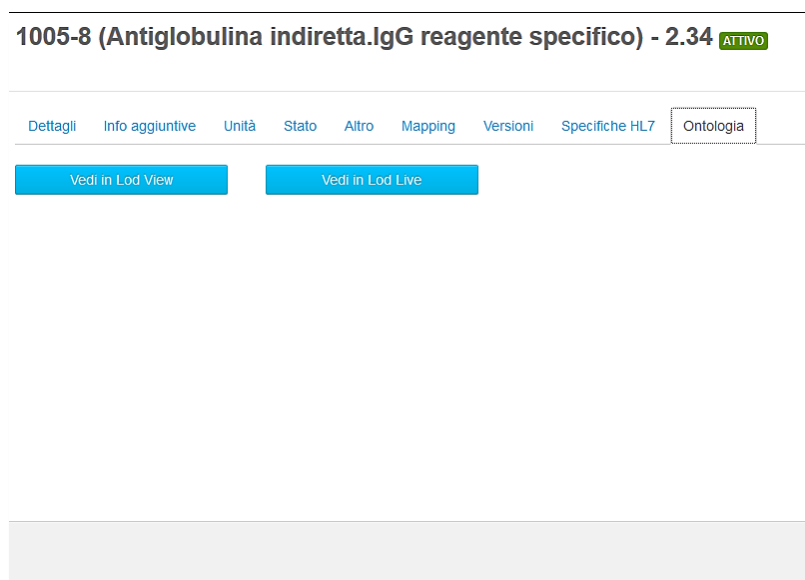 1005-8 (Antiglobulina indiretta.IgG reagente specifico) - 2.34 ATTIVO
Dettagli Info aggiuntive Unità Stato Altro Mapping Versioni Specifiche HL7 Ontologia
Vedi in Lod View Vedi in Lod Live